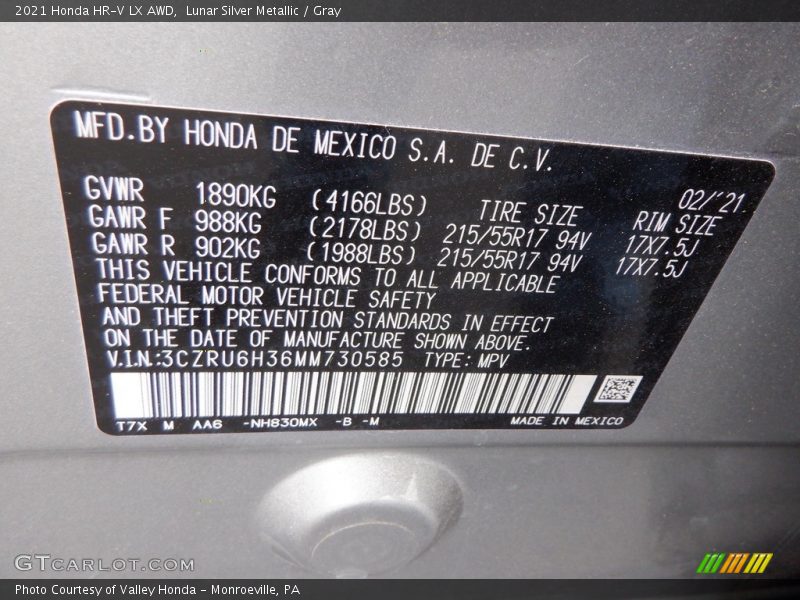 2021 Honda HR-V LX AWD, Lunar Silver Metallic / Gray
MFD.BY HONDA DE MEXICO S.A. DE C.V.
02/'21
GVWR 1890KG (4166LBS) TIRE SIZE RIM SIZE
GAWR F 988KG (2178LBS) 215/55R17 94V 17X7.5J
GAWR R 902KG (1988LBS) 215/55R17 94V 17X7.5J
THIS VEHICLE CONFORMS TO ALL APPLICABLE
FEDERAL MOTOR VEHICLE SAFETY
AND THEFT PREVENTION STANDARDS IN EFFECT
ON THE DATE OF MANUFACTURE SHOWN ABOVE.
V.I.N.:3CZRU6H36MM730585 TYPE: MPV
T7X M AA6 -NH830MX -B -M MADE IN MEXICO
GTCARLOT.COM
Photo Courtesy of Valley Honda - Monroeville, PA